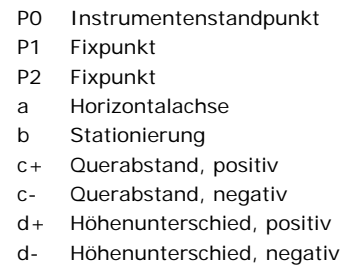 P0 Instrumentenstandpunkt
P1 Fixpunkt
P2 Fixpunkt
a Horizontalachse
b Stationierung
c+ Querabstand, positiv
c- Querabstand, negativ
d+ Höhenunterschied, positiv
d- Höhenunterschied, negativ